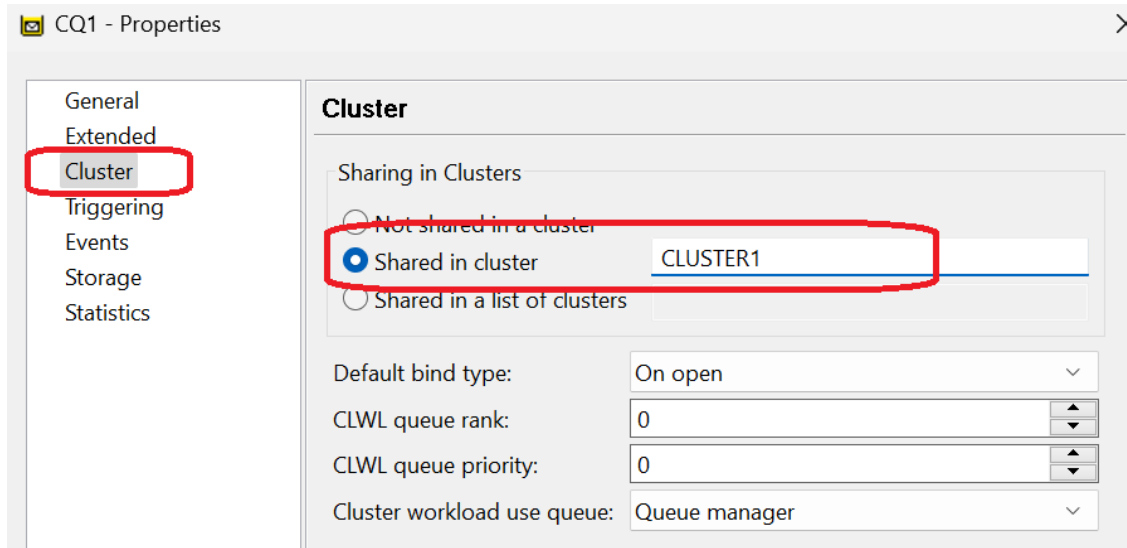 CQ1 - Properties
General
Extended
Cluster
Triggering
Events
Storage
Statistics
Cluster
Sharing in Clusters
Not shared in a cluster
Shared in cluster CLUSTER1
Shared in a list of clusters
Default bind type: On open
CLWL queue rank: 0
CLWL queue priority: 0
Cluster workload use queue: Queue manager